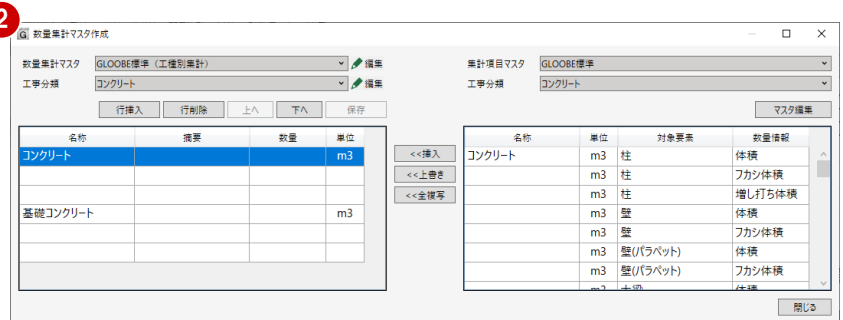 2
G 数量集計マスタ作成
数量集計マスタ GLOOBE標準（工種別集計） 編集 集計項目マスタ GLOOBE標準
工事分類 コンクリート 編集 工事分類 コンクリート
行挿入 行削除 上へ 下へ 保存 マスタ編集
名称 摘要 数量 単位 名称 単位 対象要素 数量情報
コンクリート m3 <<挿入 コンクリート m3 柱 体積
<<上書き m3 柱 フカシ体積
<<全複写 m3 柱 増し打ち体積
基礎コンクリート m3 m3 壁 体積
m3 壁 フカシ体積
m3 壁(パラペット) 体積
m3 壁(パラペット) フカシ体積
閉じる